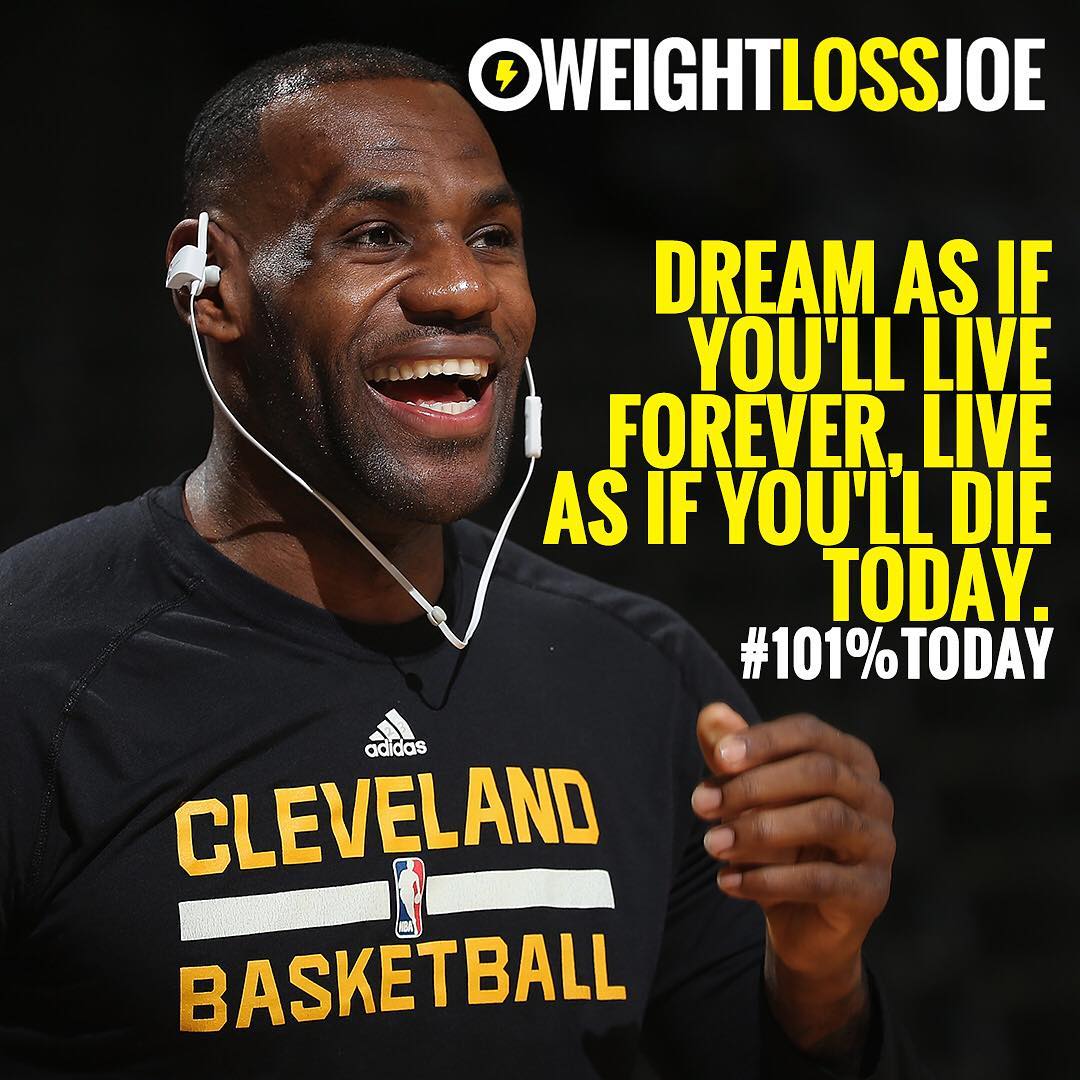 WEIGHTLOSSJOE
DREAM AS IF
YOU'LL LIVE
FOREVER, LIVE
AS IF YOU'LL DIE
TODAY.
#101%TODAY
adidas
CLEVELAND
NBA
BASKETBALL